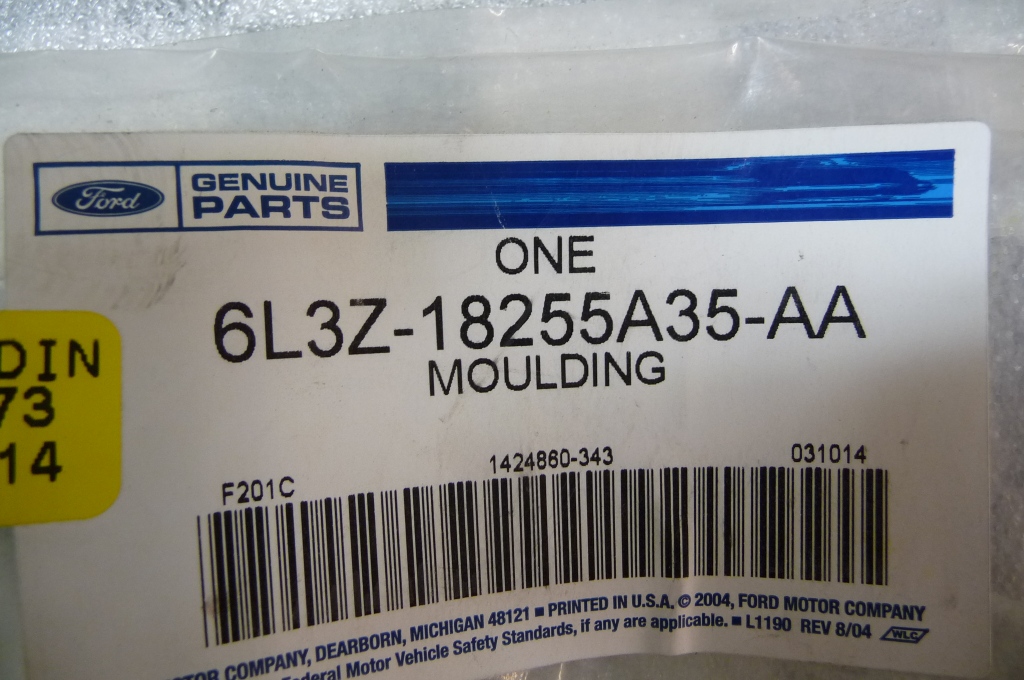 Ford
GENUINE
PARTS
ONE
6L3Z-18255A35-AA
MOULDING
DIN
73
14
F201C
1424860-343
031014
MOTOR COMPANY, DEARBORN, MICHIGAN 48121 ■ PRINTED IN U.S.A. © 2004, FORD MOTOR COMPANY
Federal Motor Vehicle Safety Standards, if any are applicable. ■ L1190 REV 8/04 WLC